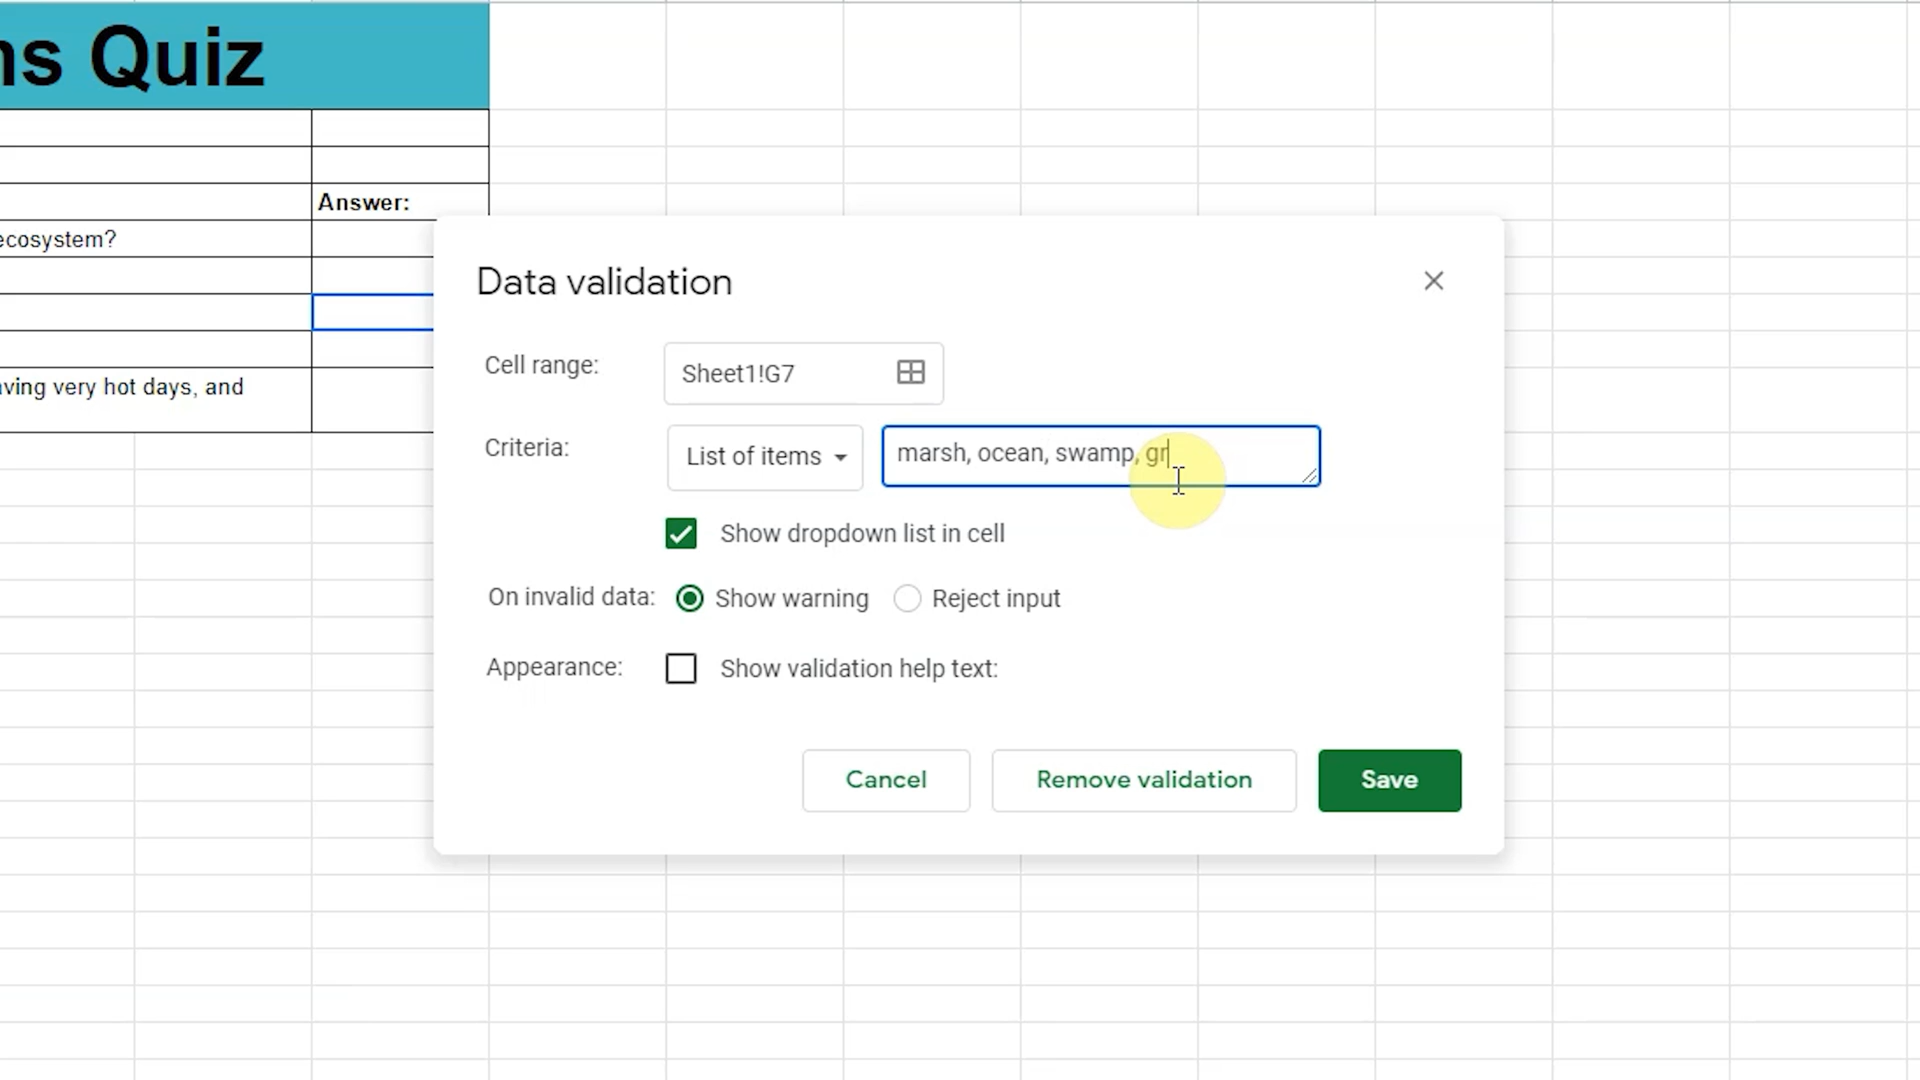 ns Quiz
Answer:
ecosystem?
ving very hot days, and
Data validation
Cell range:
Sheet1!G7
Criteria:
List of items
marsh, ocean, swamp, gr
Show dropdown list in cell
On invalid data:
Show warning
Reject input
Appearance:
Show validation help text:
Cancel
Remove validation
Save